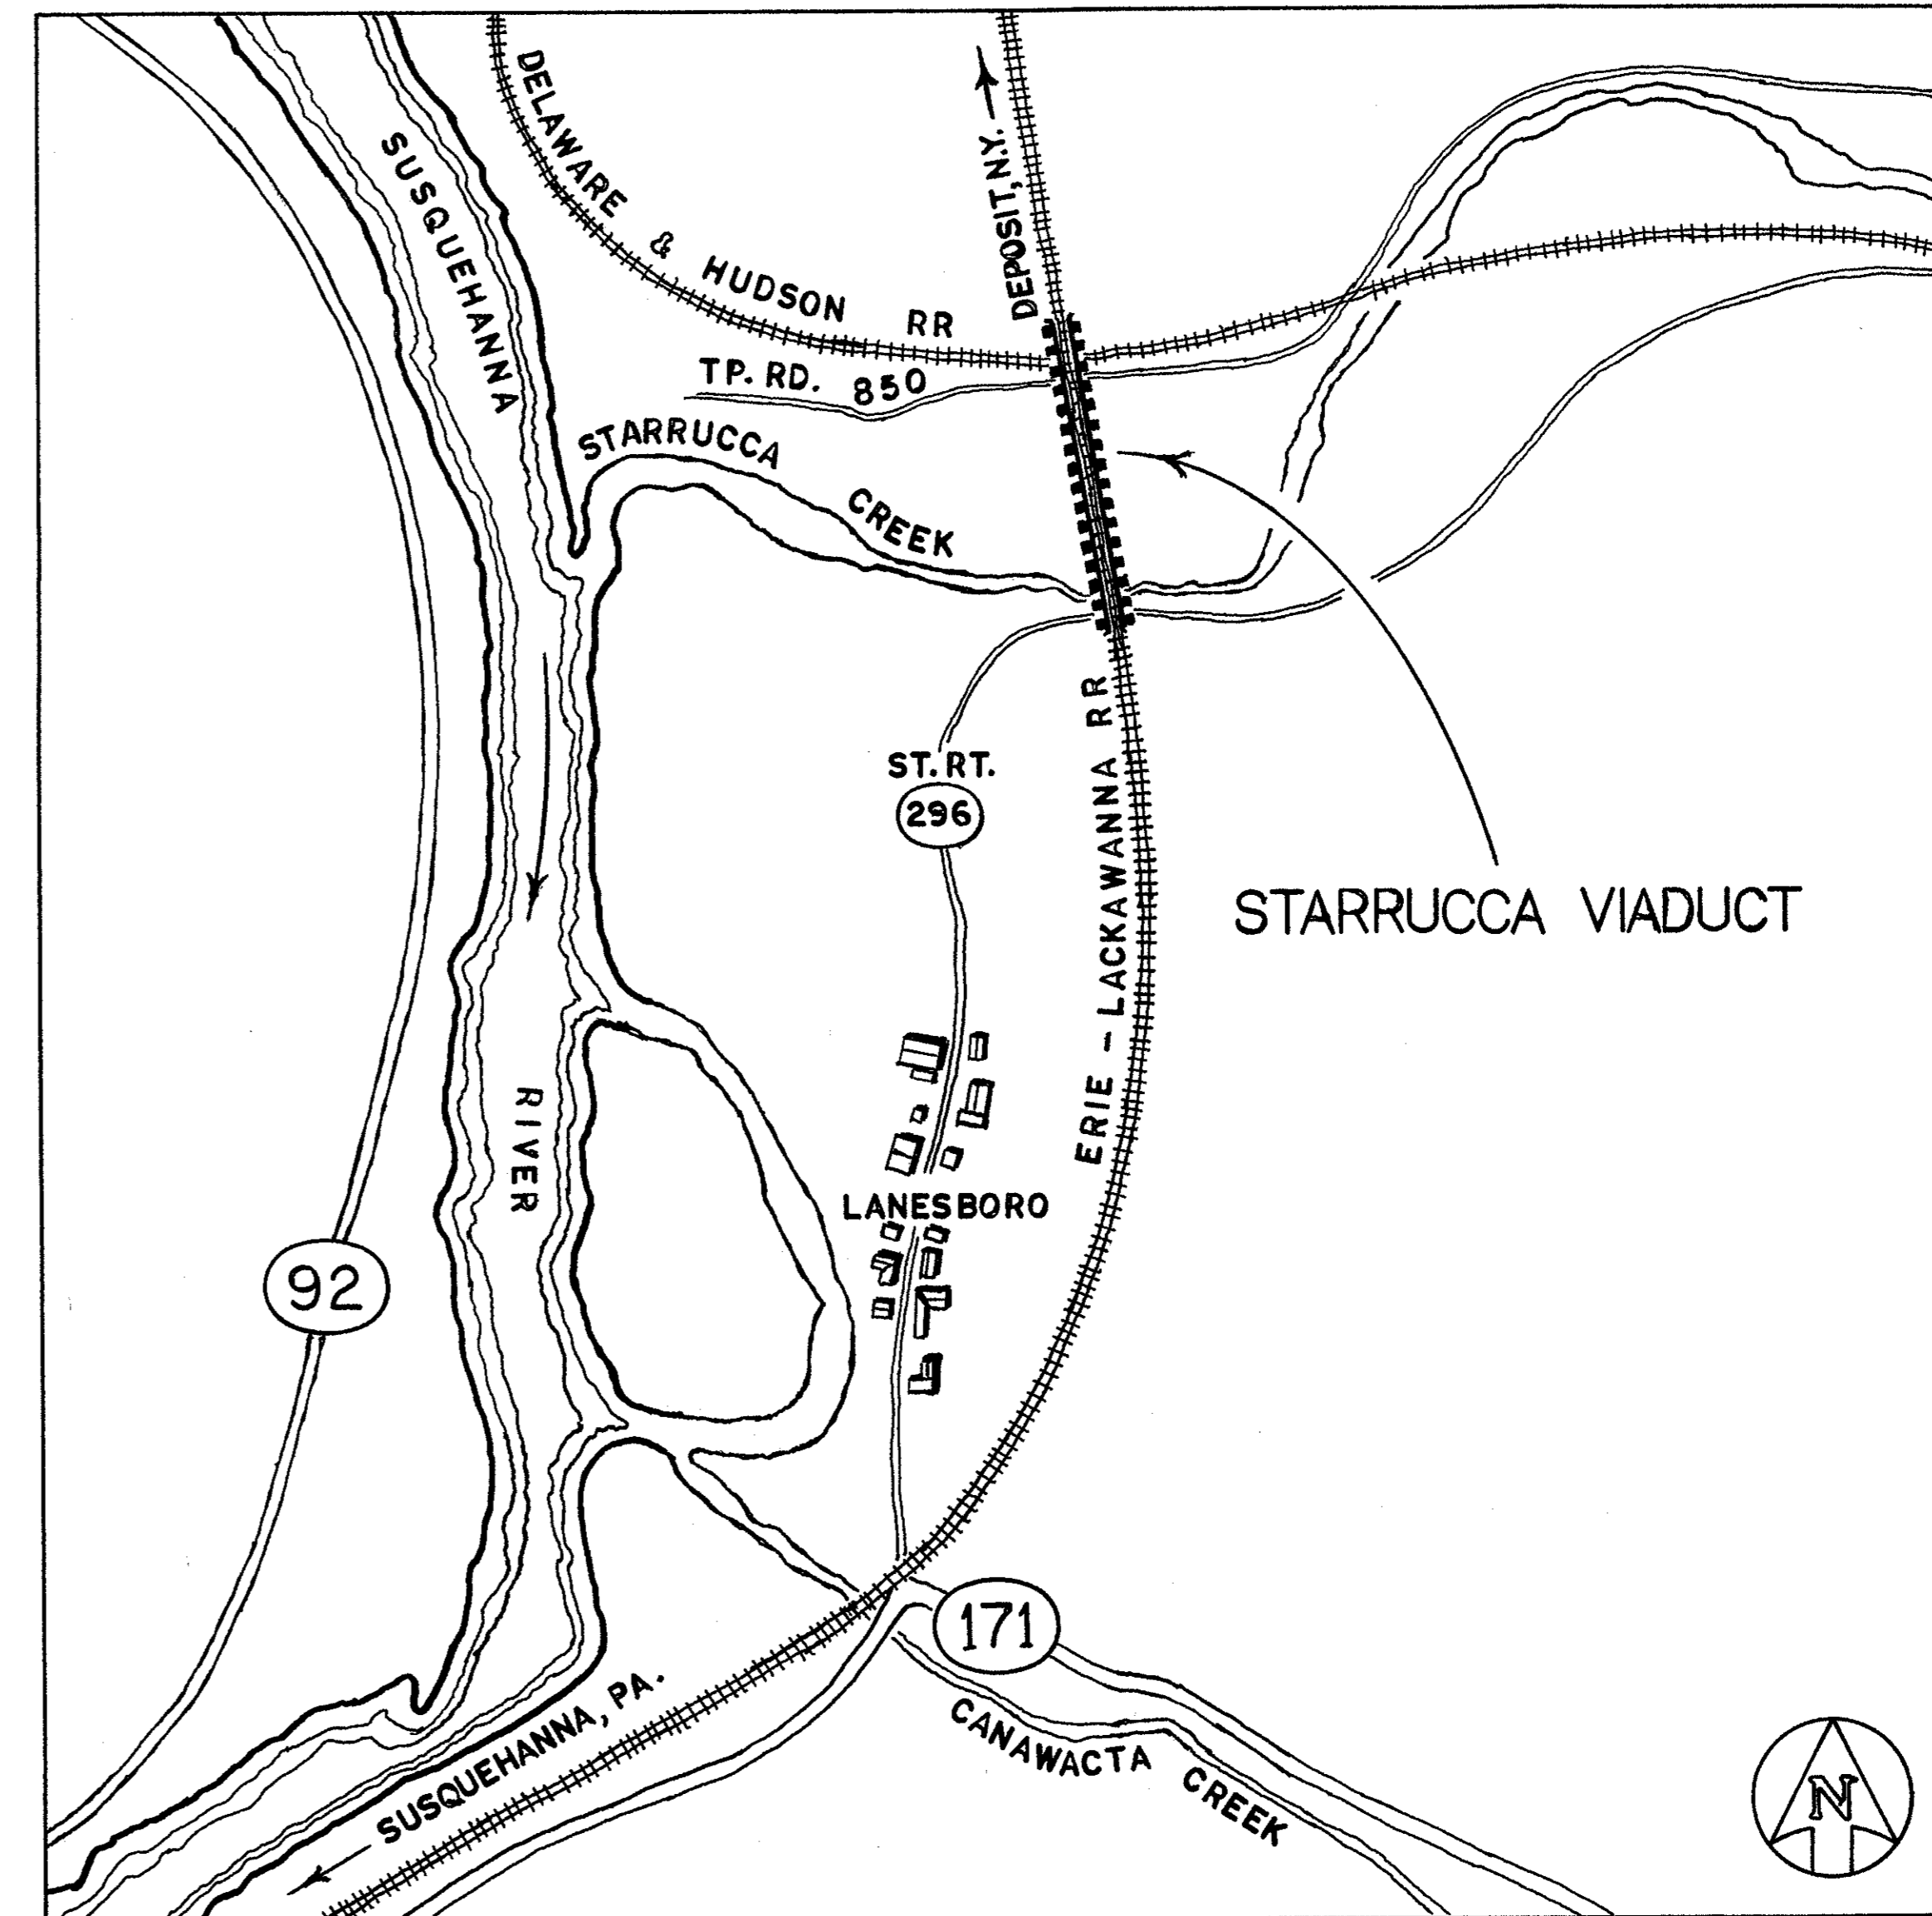 DELAWARE & HUDSON RR
DEPOSIT, N.Y.
SUSQUEHANNA
RIVER
TP. RD. 850
STARRUCCA CREEK
ST. RT.
296
ERIE - LACKAWANNA RR
STARRUCCA VIADUCT
LANESBORO
92
171
SUSQUEHANNA, PA.
CANAWACTA CREEK
N